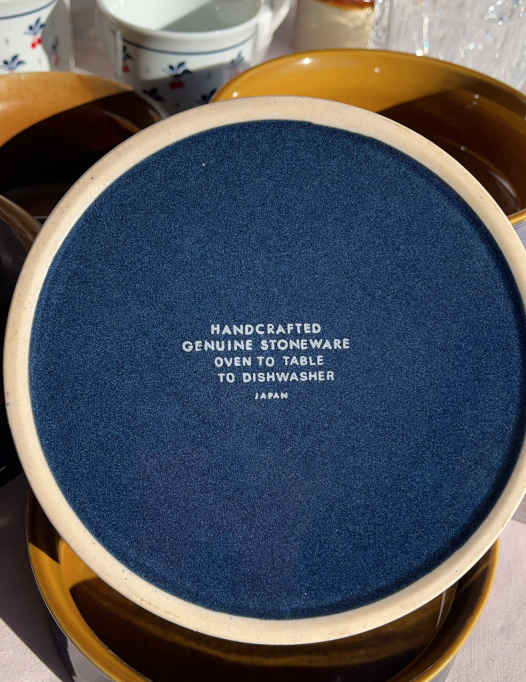 HANDCRAFTED
GENUINE STONEWARE
OVEN TO TABLE
TO DISHWASHER
JAPAN